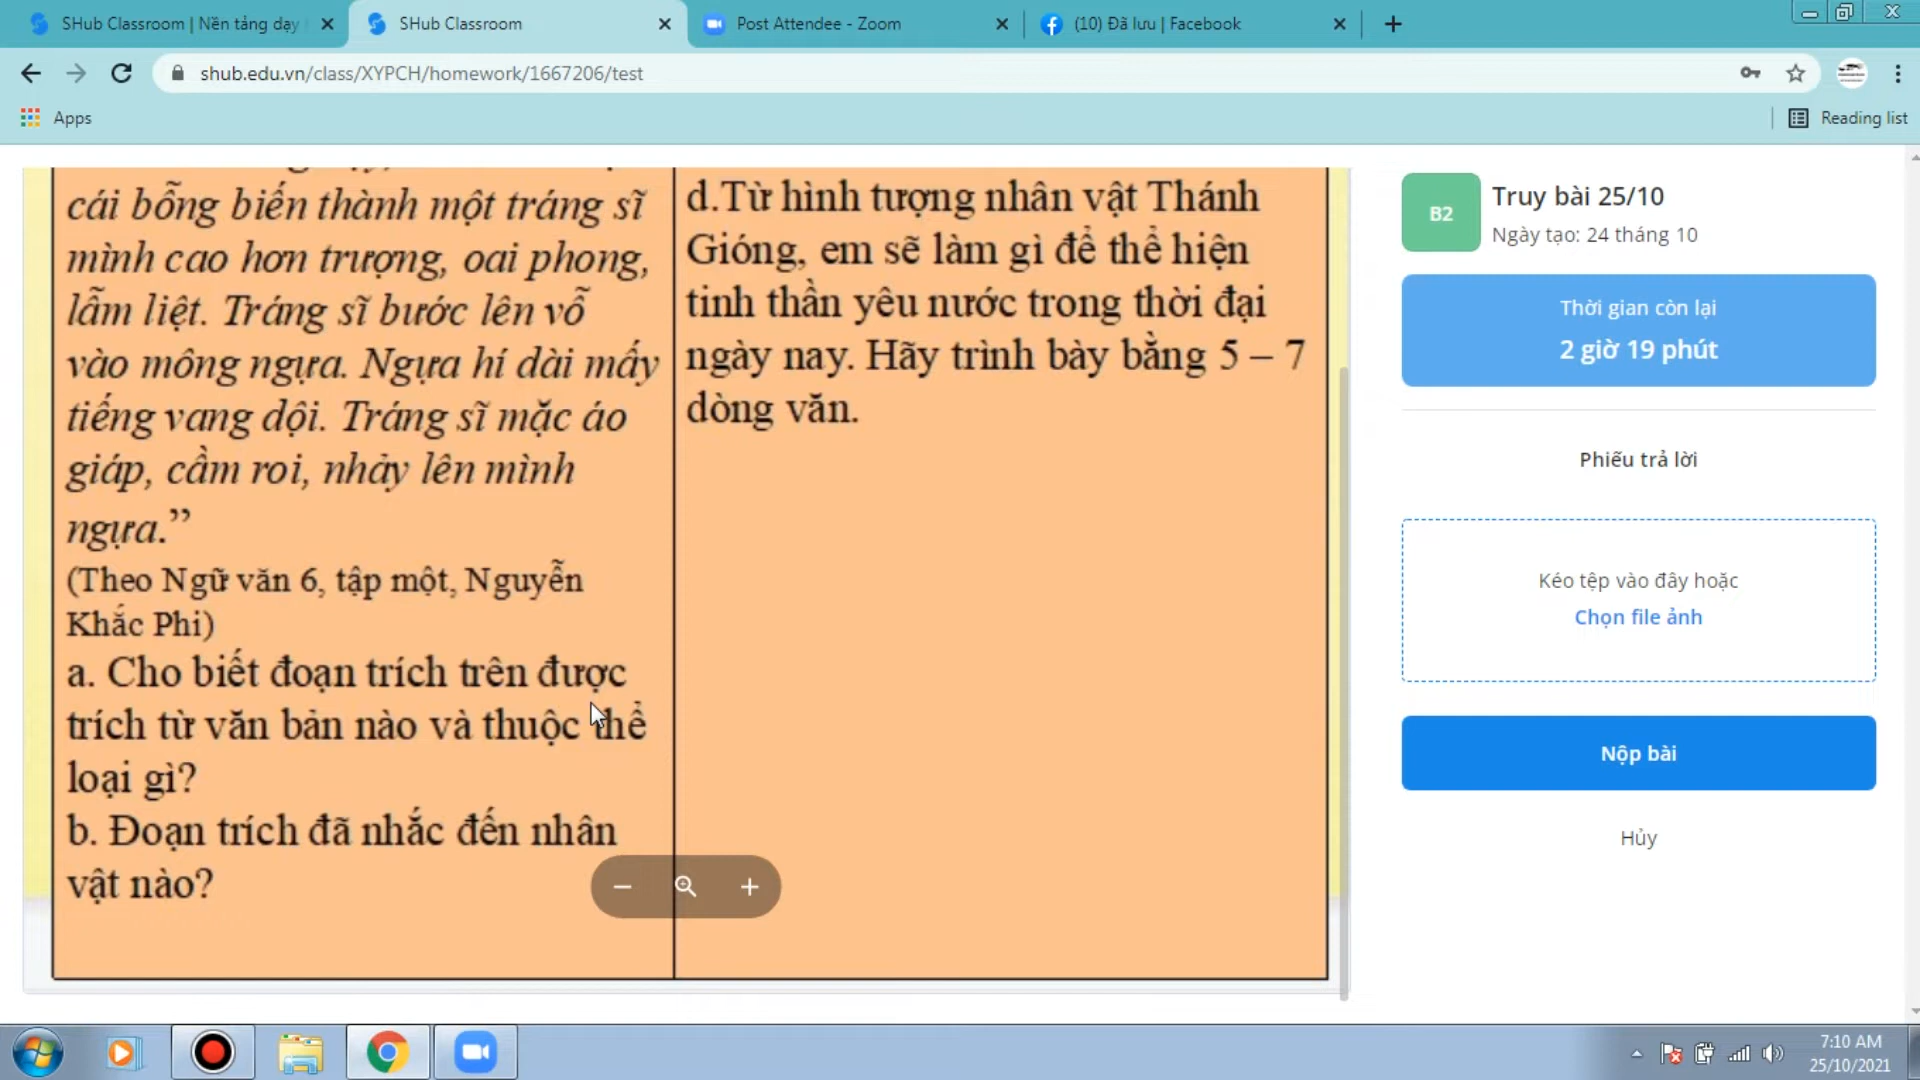 SHub Classroom | Nền tảng dạy
SHub Classroom
Post Attendee - Zoom
(10) Đã lưu | Facebook
shub.edu.vn/class/XYPCH/homework/1667206/test
Apps
Reading list
cái bỗng biến thành một tráng sĩ
mình cao hơn trượng, oai phong,
lẫm liệt. Tráng sĩ bước lên vỗ
vào mông ngựa. Ngựa hí dài mấy
tiếng vang dội. Tráng sĩ mặc áo
giáp, cầm roi, nhảy lên mình
ngựa.”
(Theo Ngữ văn 6, tập một, Nguyễn
Khắc Phi)
a. Cho biết đoạn trích trên được
trích từ văn bản nào và thuộc thể
loại gì?
b. Đoạn trích đã nhắc đến nhân
vật nào?
d.Từ hình tượng nhân vật Thánh
Gióng, em sẽ làm gì để thể hiện
tinh thần yêu nước trong thời đại
ngày nay. Hãy trình bày bằng 5 – 7
dòng văn.
B2
Truy bài 25/10
Ngày tạo: 24 tháng 10
Thời gian còn lại
2 giờ 19 phút
Phiếu trả lời
Kéo tệp vào đây hoặc
Chọn file ảnh
Nộp bài
Hủy
7:10 AM
25/10/2021